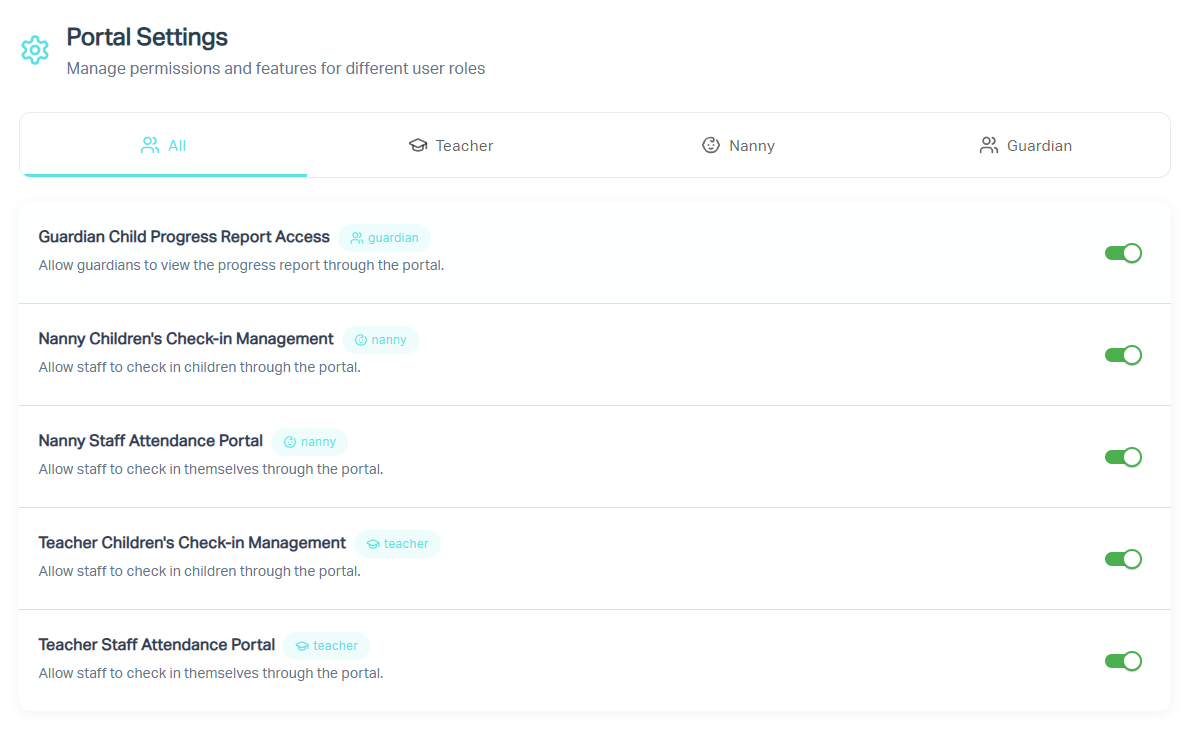 Portal Settings
Manage permissions and features for different user roles
All
Teacher
Nanny
Guardian
Guardian Child Progress Report Access guardian
Allow guardians to view the progress report through the portal.
Nanny Children's Check-in Management nanny
Allow staff to check in children through the portal.
Nanny Staff Attendance Portal nanny
Allow staff to check in themselves through the portal.
Teacher Children's Check-in Management teacher
Allow staff to check in children through the portal.
Teacher Staff Attendance Portal teacher
Allow staff to check in themselves through the portal.